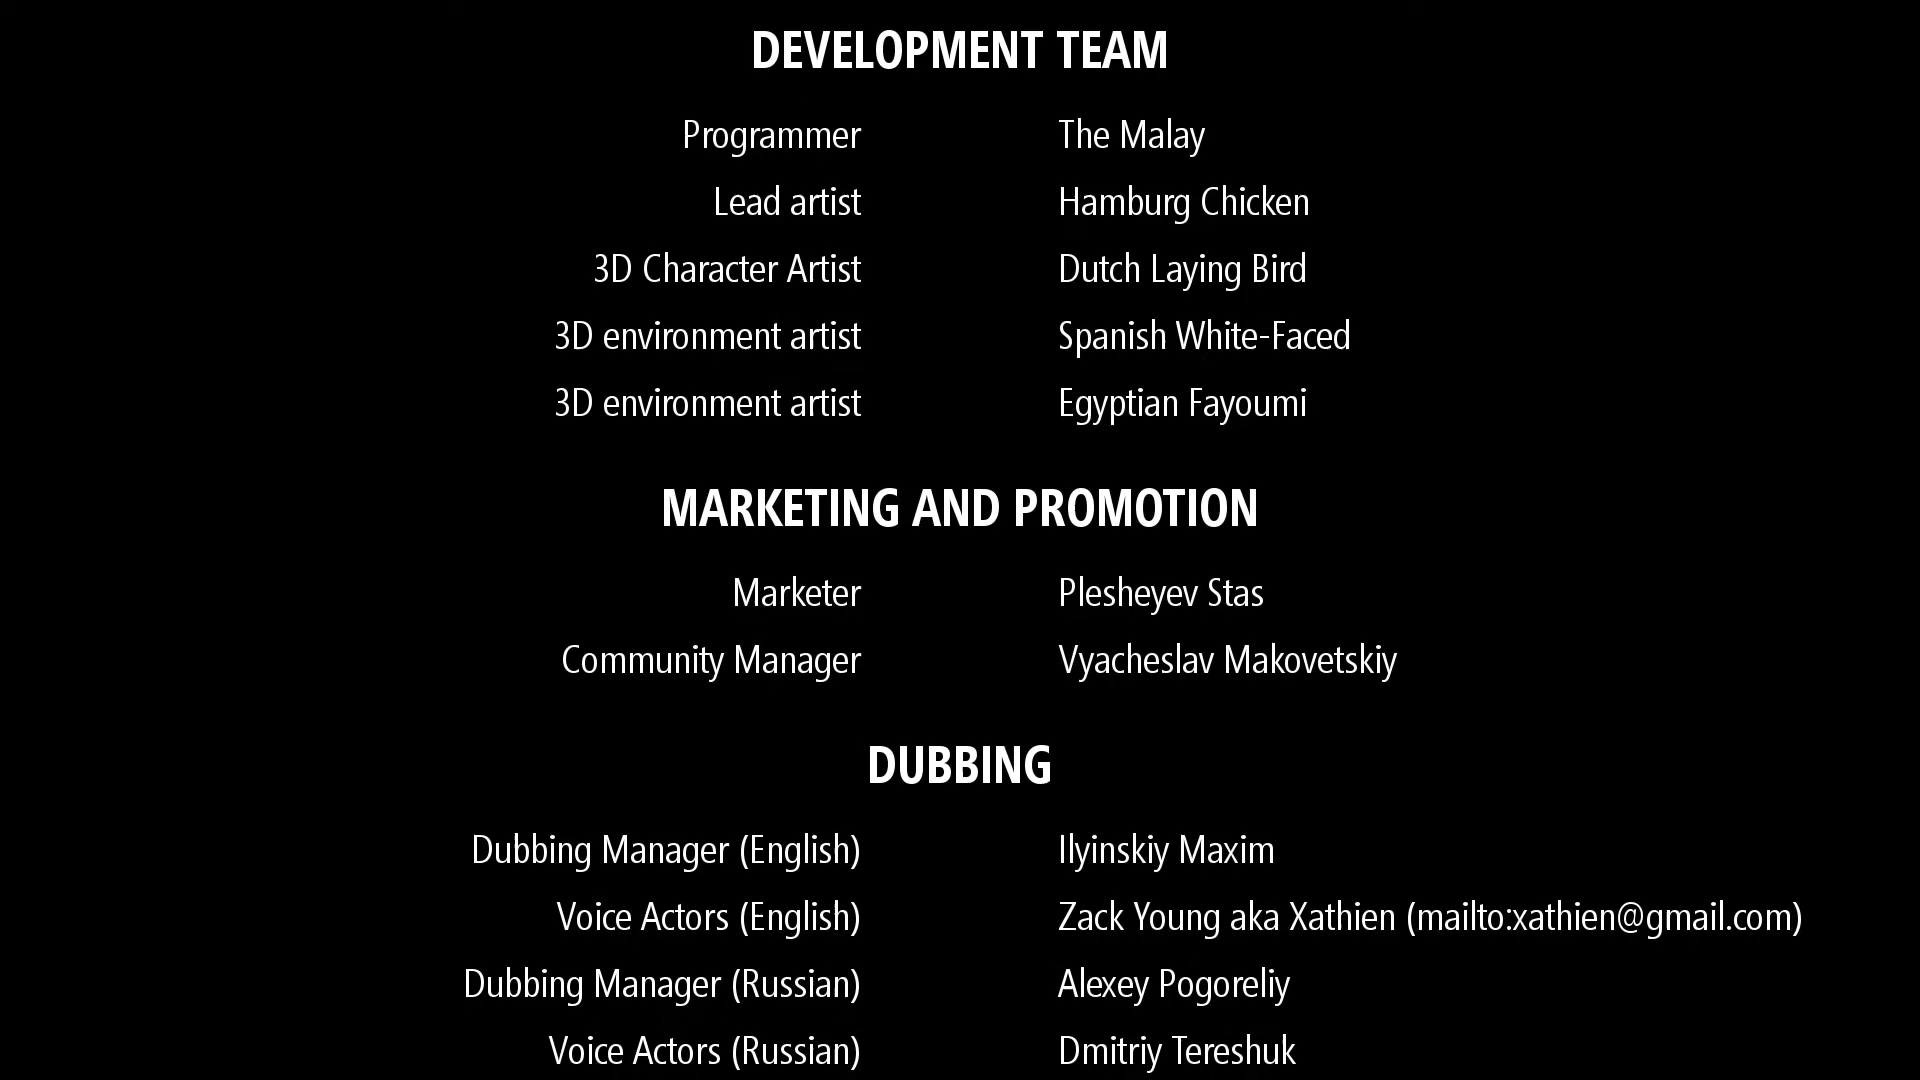 DEVELOPMENT TEAM
Programmer The Malay
Lead artist Hamburg Chicken
3D Character Artist Dutch Laying Bird
3D environment artist Spanish White-Faced
3D environment artist Egyptian Fayoumi
MARKETING AND PROMOTION
Marketer Plesheyev Stas
Community Manager Vyacheslav Makovetskiy
DUBBING
Dubbing Manager (English) Ilyinskiy Maxim
Voice Actors (English) Zack Young aka Xathien (mailto:xathien@gmail.com)
Dubbing Manager (Russian) Alexey Pogoreliy
Voice Actors (Russian) Dmitriy Tereshuk